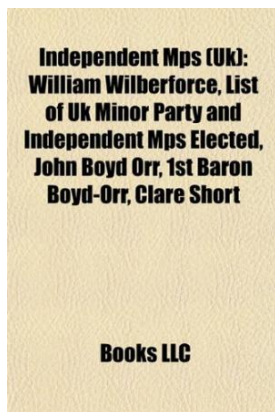 Independent Mps (Uk):
William Wilberforce, List
of Uk Minor Party and
Independent Mps Elected,
John Boyd Orr, 1st Baron
Boyd-Orr, Clare Short
Books LLC